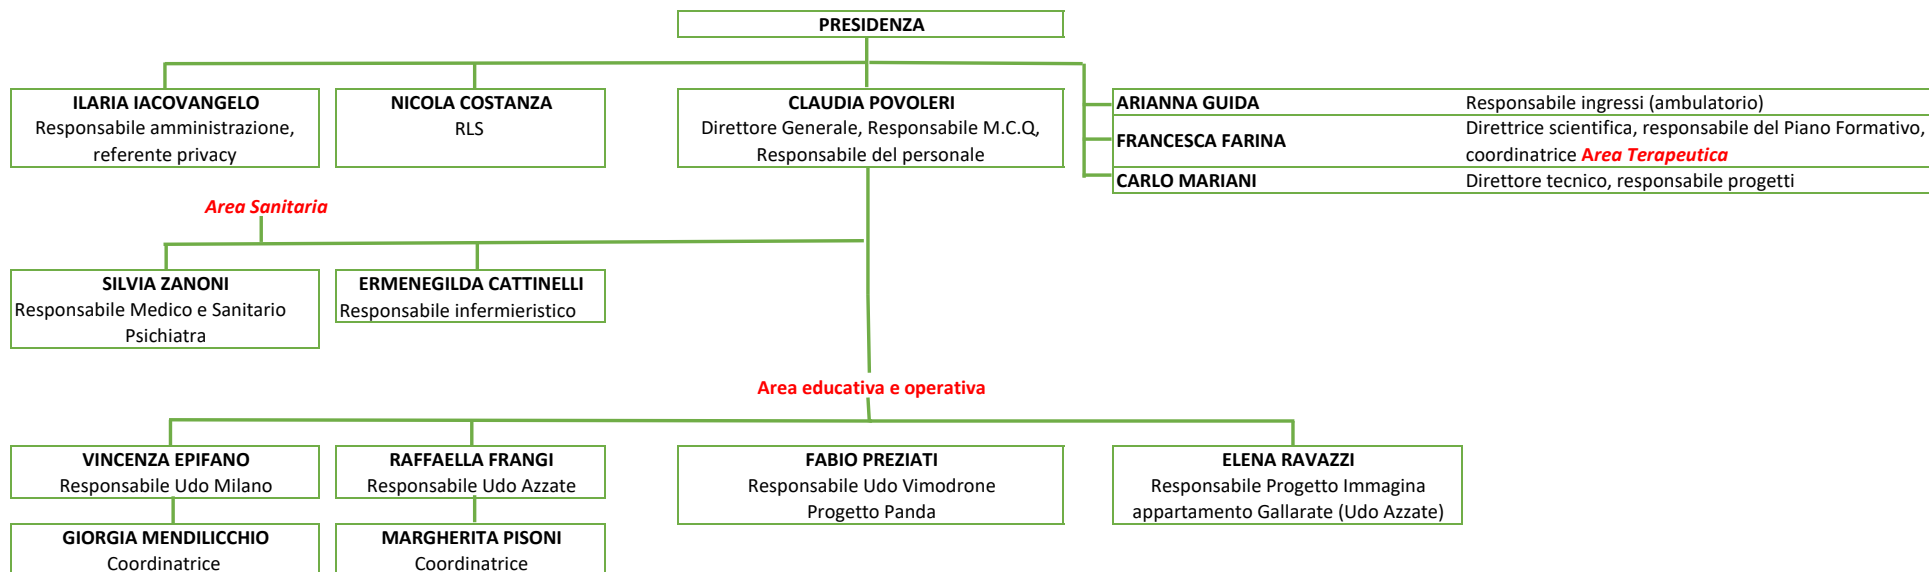 PRESIDENZA
ILARIA IACOVANGELO
Responsabile amministrazione,
referente privacy
NICOLA COSTANZA
RLS
CLAUDIA POVOLERI
Direttore Generale, Responsabile M.C.Q,
Responsabile del personale
ARIANNA GUIDA Responsabile ingressi (ambulatorio)
FRANCESCA FARINA Direttrice scientifica, responsabile del Piano Formativo,
coordinatrice Area Terapeutica
CARLO MARIANI Direttore tecnico, responsabile progetti
Area Sanitaria
SILVIA ZANONI
Responsabile Medico e Sanitario
Psichiatra
ERMENEGILDA CATTINELLI
Responsabile infermieristico
Area educativa e operativa
VINCENZA EPIFANO
Responsabile Udo Milano
RAFFAELLA FRANGI
Responsabile Udo Azzate
FABIO PREZIATI
Responsabile Udo Vimodrone
Progetto Panda
ELENA RAVAZZI
Responsabile Progetto Immagina
appartamento Gallarate (Udo Azzate)
GIORGIA MENDILICCHIO
Coordinatrice
MARGHERITA PISONI
Coordinatrice